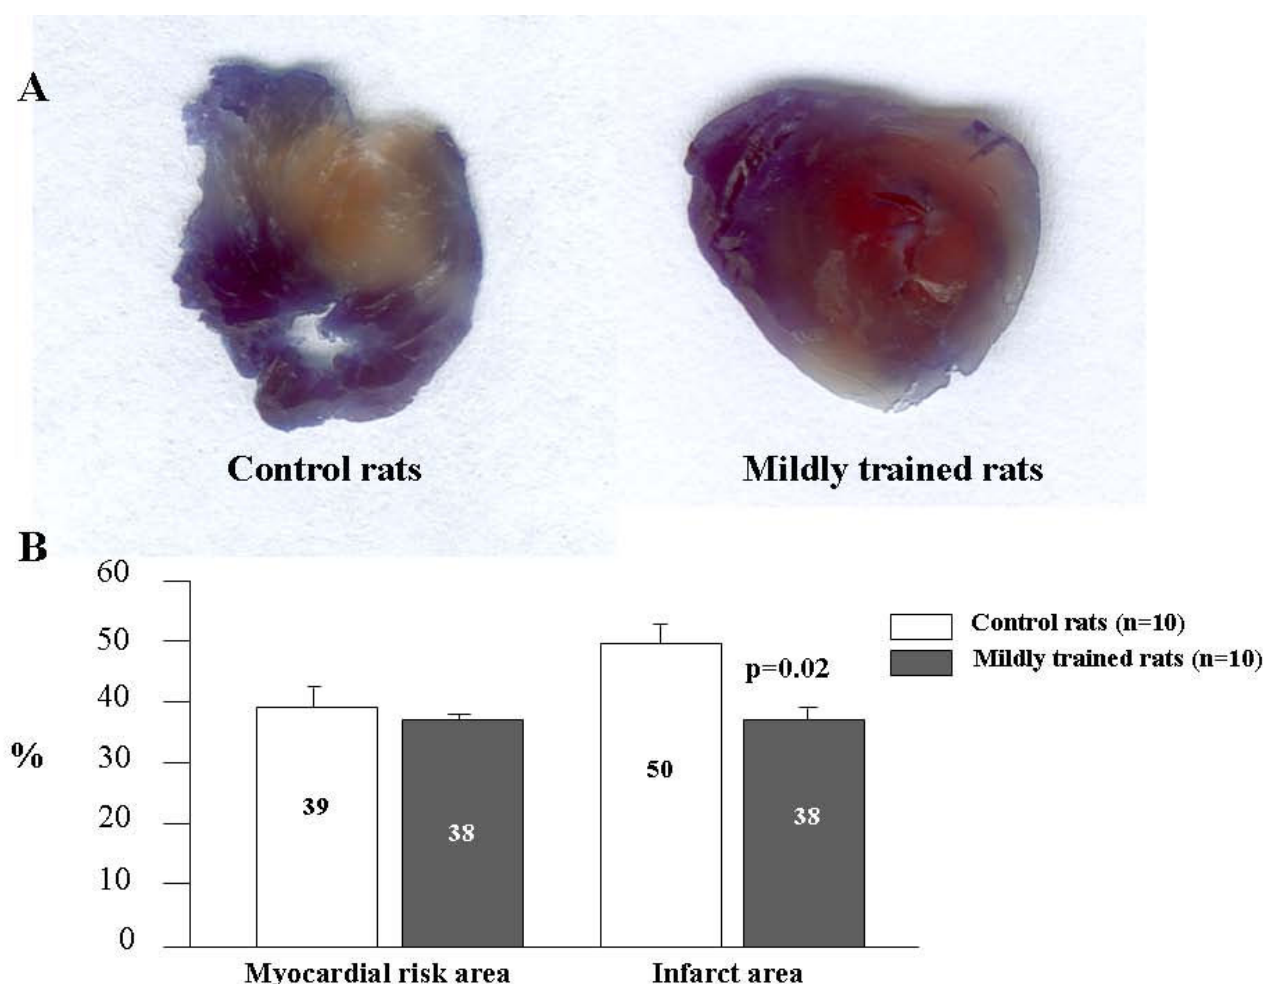 A
Control rats
Mildly trained rats
B
60
50
40
30
20
10
0
%
39
38
50
38
p=0.02
Control rats (n=10)
Mildly trained rats (n=10)
Myocardial risk area
Infarct area